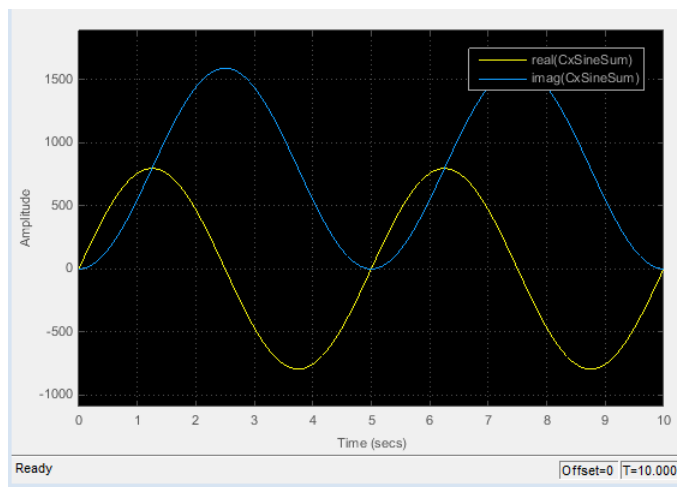 real(CxSineSum)
imag(CxSineSum)
1500
1000
500
0
-500
-1000
Amplitude
0 1 2 3 4 5 6 7 8 9 10
Time (secs)
Ready Offset=0 T=10.000